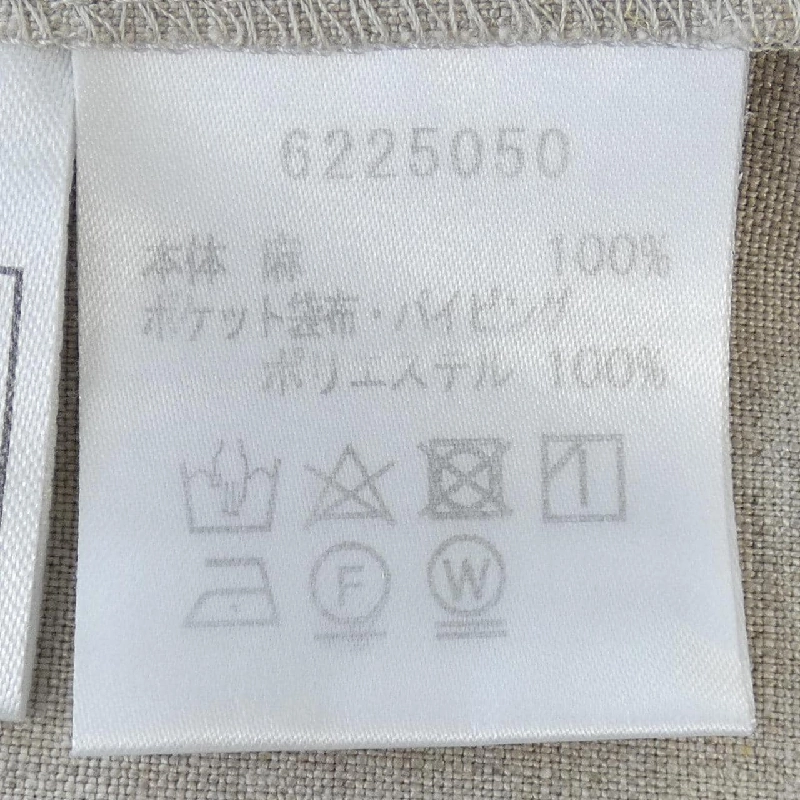 6225050
本体 麻 100%
ポケット袋布・パイピング
ポリエステル 100%
F W